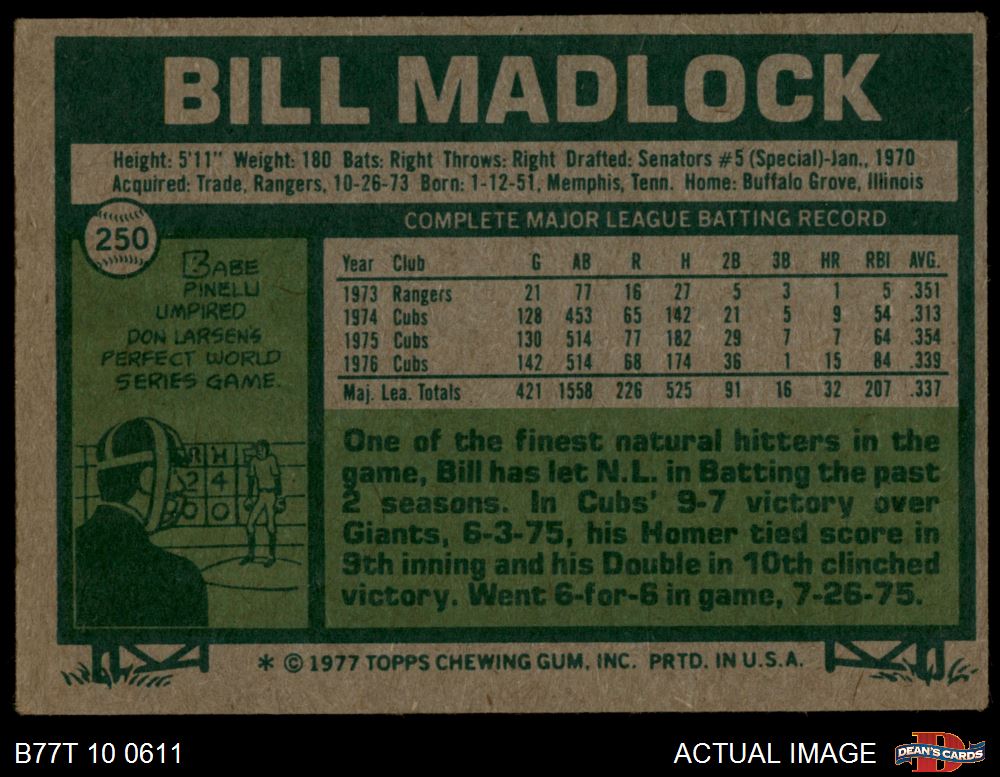 BILL MADLOCK
Height: 5'11" Weight: 180 Bats: Right Throws: Right Drafted: Senators #5 (Special)-Jan., 1970
Acquired: Trade, Rangers, 10-26-73 Born: 1-12-51, Memphis, Tenn. Home: Buffalo Grove, Illinois
250
COMPLETE MAJOR LEAGUE BATTING RECORD
BABE
PINELLI
UMPIRED
DON LARSENS
PERFECT WORLD
SERIES GAME.
R H
2 4
0 0
Year Club G AB R H 2B 3B HR RBI AVG.
1973 Rangers 21 77 16 27 5 3 1 5 .351
1974 Cubs 128 453 65 142 21 5 9 54 .313
1975 Cubs 130 514 77 182 29 7 7 64 .354
1976 Cubs 142 514 68 174 36 1 15 84 .339
Maj. Lea. Totals 421 1558 226 525 91 16 32 207 .337
One of the finest natural hitters in the
game, Bill has let N.L. in Batting the past
2 seasons. In Cubs' 9-7 victory over
Giants, 6-3-75, his Homer tied score in
9th inning and his Double in 10th clinched
victory. Went 6-for-6 in game, 7-26-75.
* © 1977 TOPPS CHEWING GUM, INC. PRTD. IN U.S.A.
B77T 10 0611
ACTUAL IMAGE
D
DEAN'S CARDS